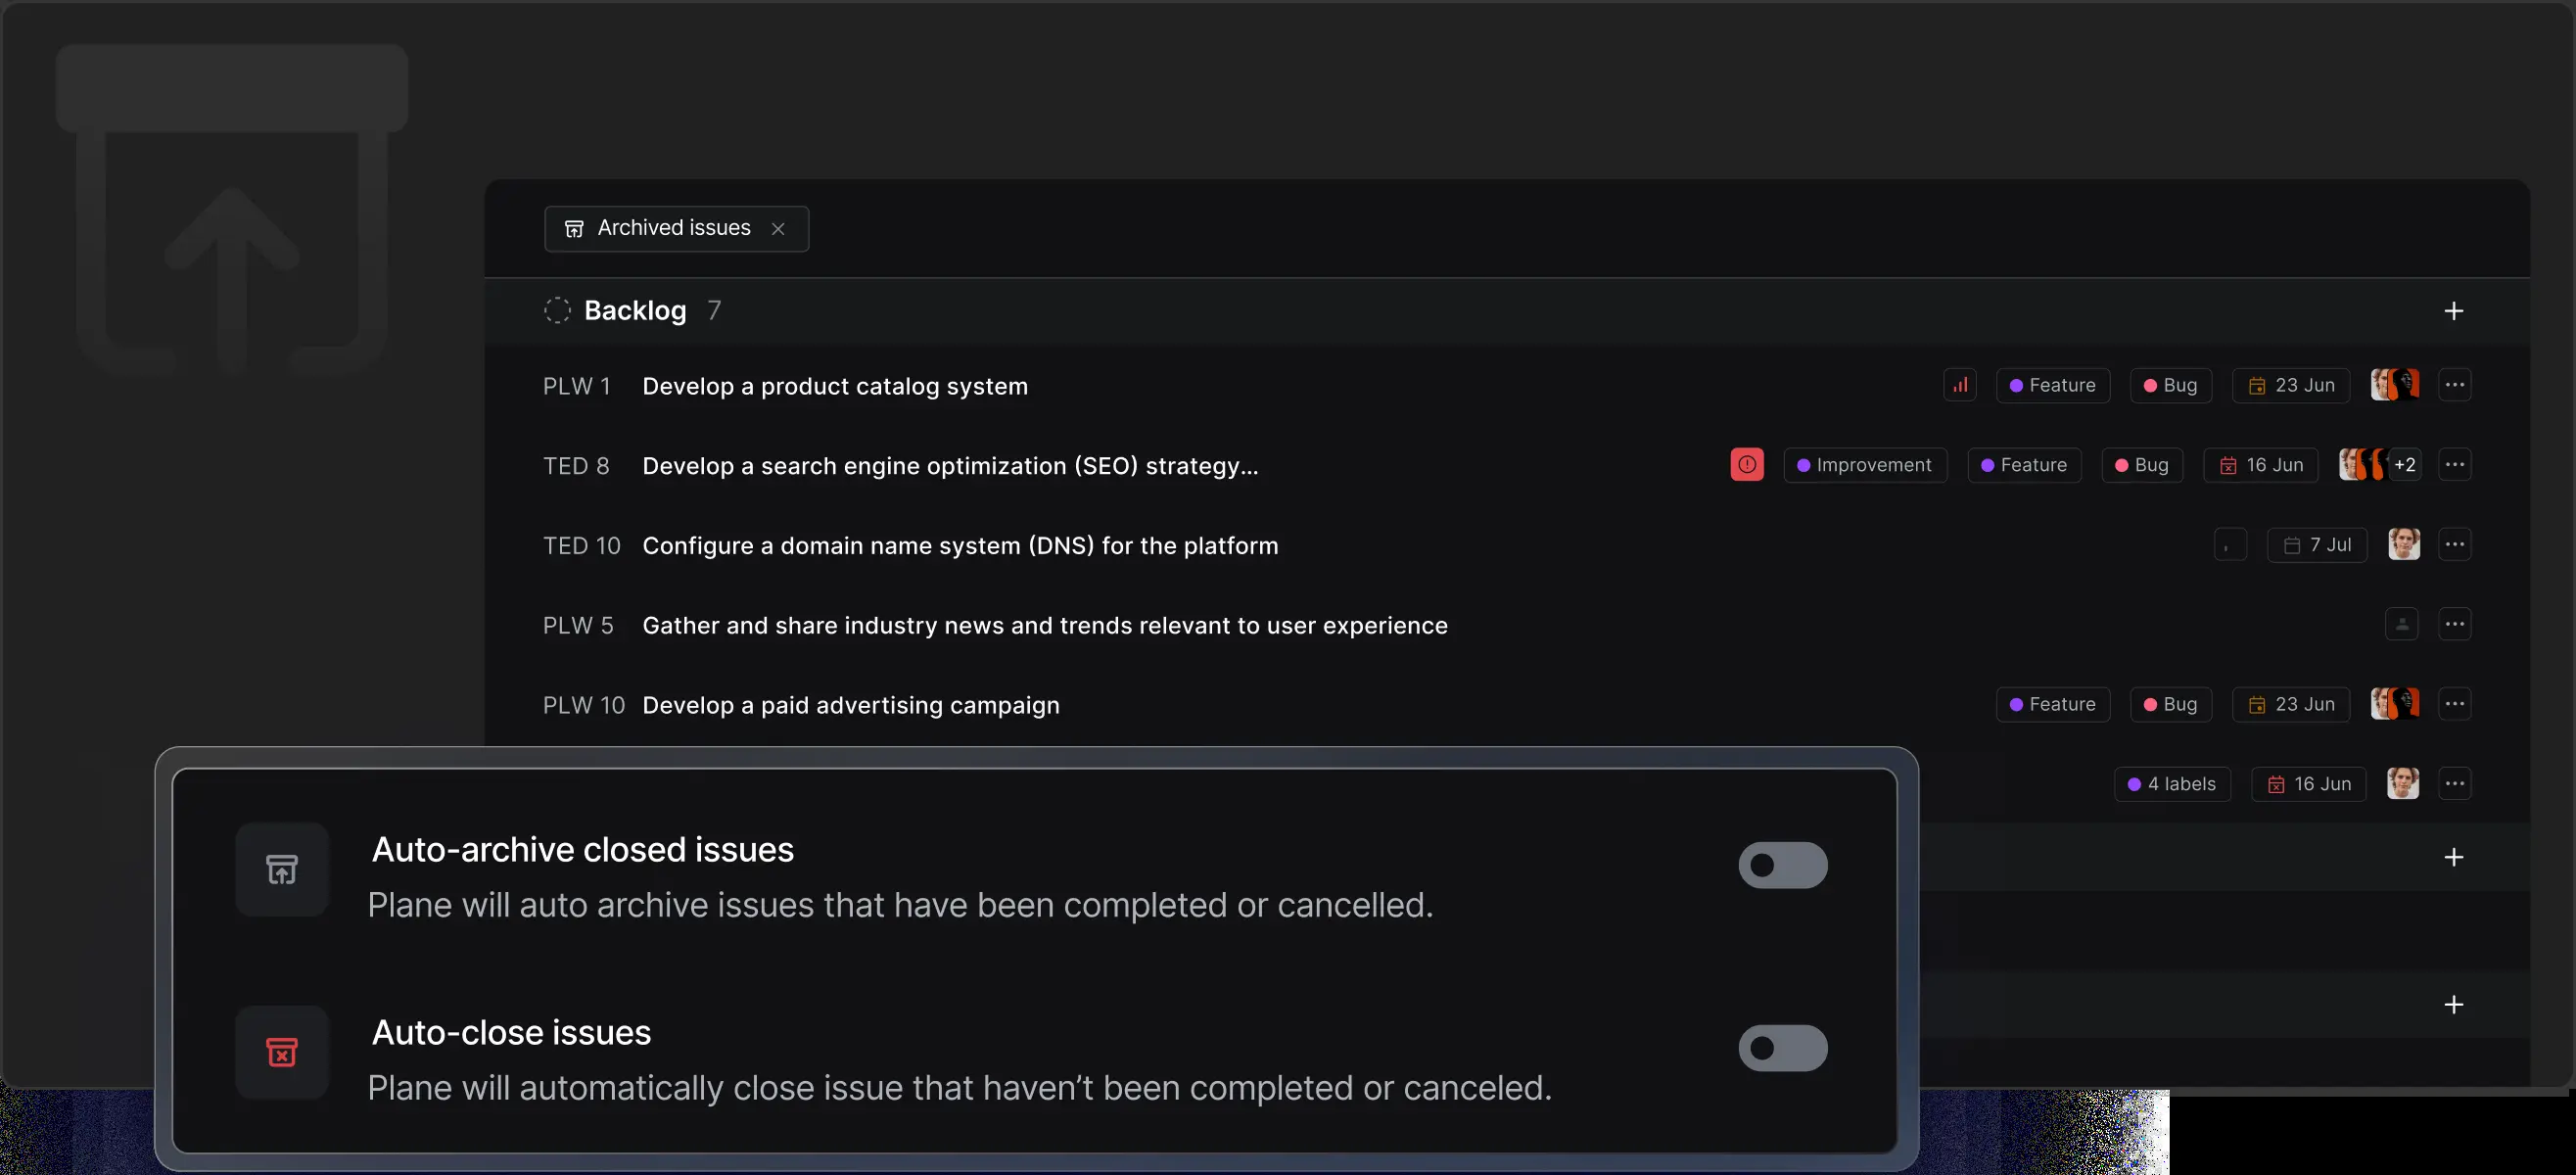 Archived issues
Backlog 7
PLW 1 Develop a product catalog system Feature Bug 23 Jun
TED 8 Develop a search engine optimization (SEO) strategy... Improvement Feature Bug 16 Jun +2
TED 10 Configure a domain name system (DNS) for the platform 7 Jul
PLW 5 Gather and share industry news and trends relevant to user experience
PLW 10 Develop a paid advertising campaign Feature Bug 23 Jun
4 labels 16 Jun
Auto-archive closed issues
Plane will auto archive issues that have been completed or cancelled.
Auto-close issues
Plane will automatically close issue that haven’t been completed or canceled.